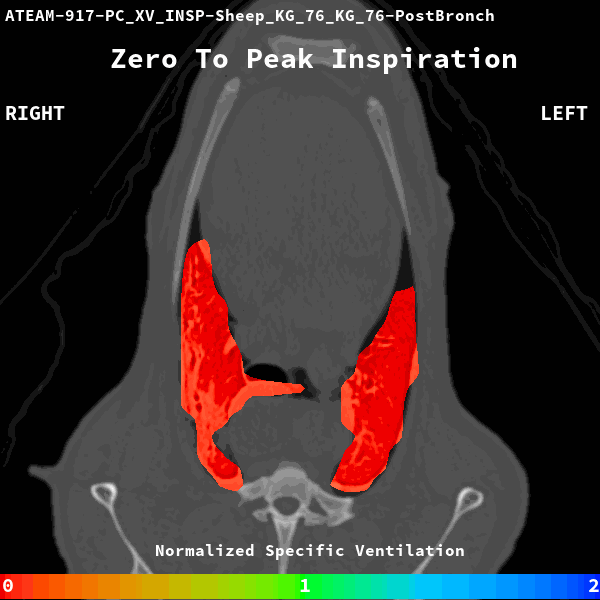 ATEAM-917-PC_XV_INSP-Sheep_KG_76_KG_76-PostBronch
Zero To Peak Inspiration
RIGHT
LEFT
Normalized Specific Ventilation
0
1
2